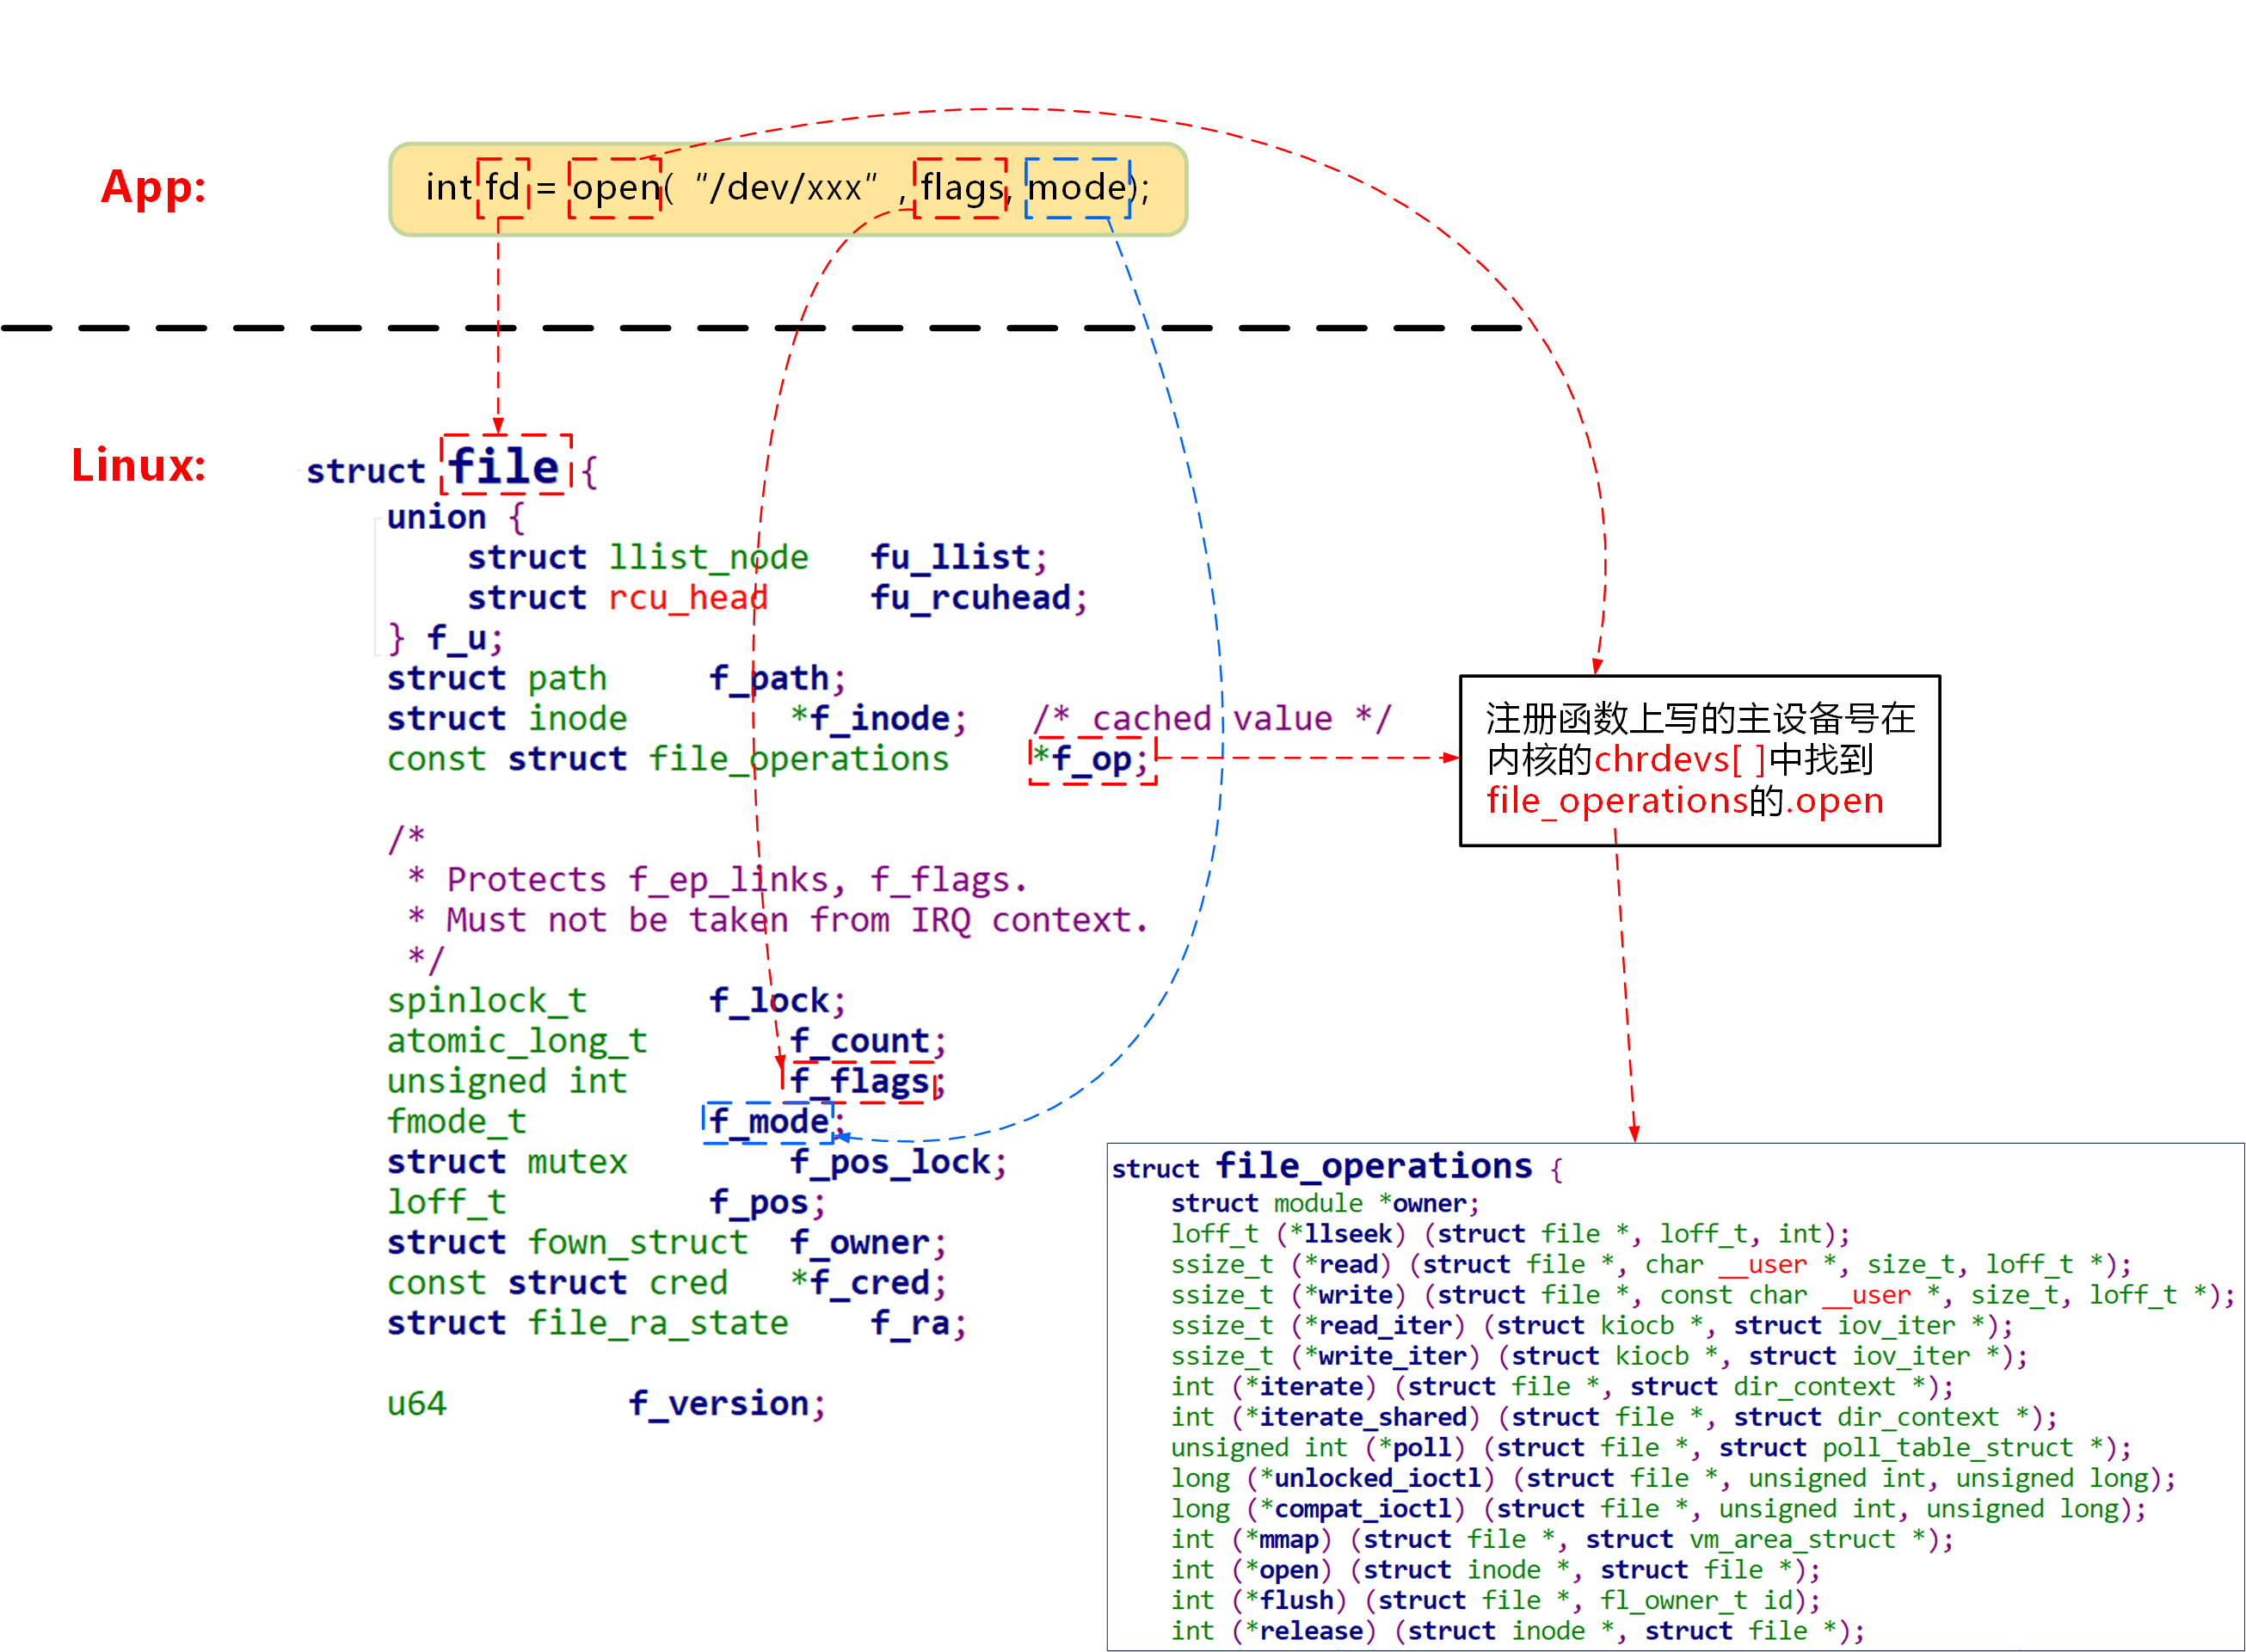 App:
int fd = open( "/dev/xxx" , flags, mode);
Linux:
struct file {
union {
struct llist_node fu_llist;
struct rcu_head fu_rcuhead;
} f_u;
struct path f_path;
struct inode *f_inode; /* cached value */
const struct file_operations *f_op;
/*
* Protects f_ep_links, f_flags.
* Must not be taken from IRQ context.
*/
spinlock_t f_lock;
atomic_long_t f_count;
unsigned int f_flags;
fmode_t f_mode;
struct mutex f_pos_lock;
loff_t f_pos;
struct fown_struct f_owner;
const struct cred *f_cred;
struct file_ra_state f_ra;
u64 f_version;
注册函数上写的主设备号在
内核的chrdevs[ ]中找到
file_operations的.open
struct file_operations {
struct module *owner;
loff_t (*llseek) (struct file *, loff_t, int);
ssize_t (*read) (struct file *, char __user *, size_t, loff_t *);
ssize_t (*write) (struct file *, const char __user *, size_t, loff_t *);
ssize_t (*read_iter) (struct kiocb *, struct iov_iter *);
ssize_t (*write_iter) (struct kiocb *, struct iov_iter *);
int (*iterate) (struct file *, struct dir_context *);
int (*iterate_shared) (struct file *, struct dir_context *);
unsigned int (*poll) (struct file *, struct poll_table_struct *);
long (*unlocked_ioctl) (struct file *, unsigned int, unsigned long);
long (*compat_ioctl) (struct file *, unsigned int, unsigned long);
int (*mmap) (struct file *, struct vm_area_struct *);
int (*open) (struct inode *, struct file *);
int (*flush) (struct file *, fl_owner_t id);
int (*release) (struct inode *, struct file *);